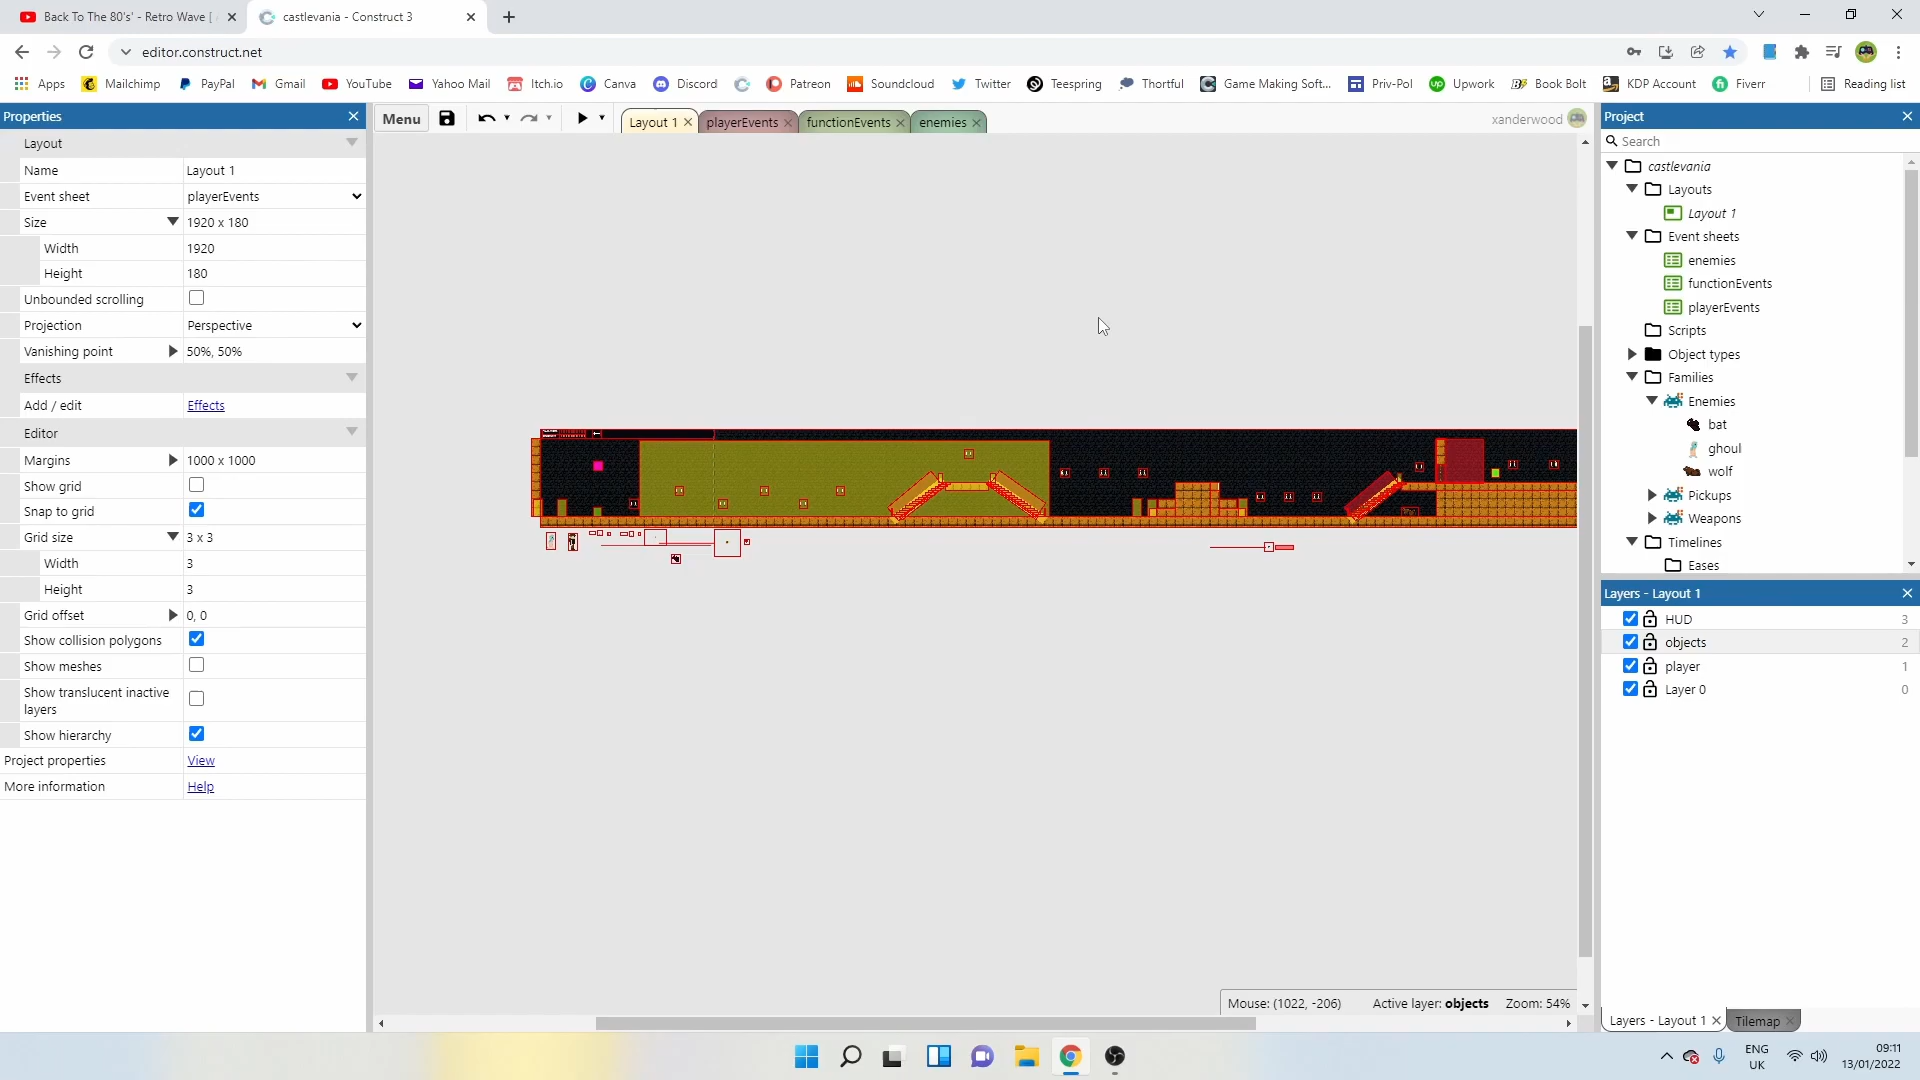 Back To The 80's' - Retro Wave [
castlevania - Construct 3
editor.construct.net
Apps
Mailchimp
PayPal
Gmail
YouTube
Yahoo Mail
Itch.io
Canva
Discord
Patreon
Soundcloud
Twitter
Teespring
Thortful
Game Making Soft...
Priv-Pol
Upwork
Book Bolt
KDP Account
Fiverr
Reading list
Properties
Menu
Layout 1
playerEvents
functionEvents
enemies
xanderwood
Project
Layout
Search
Name
Layout 1
Event sheet
playerEvents
Size
1920 x 180
Width
1920
Height
180
Unbounded scrolling
Projection
Perspective
Vanishing point
50%, 50%
Effects
Add / edit
Effects
Editor
Margins
1000 x 1000
Show grid
Snap to grid
Grid size
3 x 3
Width
3
Height
3
Grid offset
0, 0
Show collision polygons
Show meshes
Show translucent inactive
layers
Show hierarchy
Project properties
View
More information
Help
castlevania
Layouts
Layout 1
Event sheets
enemies
functionEvents
playerEvents
Scripts
Object types
Families
Enemies
bat
ghoul
wolf
Pickups
Weapons
Timelines
Eases
Layers - Layout 1
HUD
3
objects
2
player
1
Layer 0
0
Mouse: (1022, -206)
Active layer: objects
Zoom: 54%
Layers - Layout 1
Tilemap
ENG
UK
09:11
13/01/2022